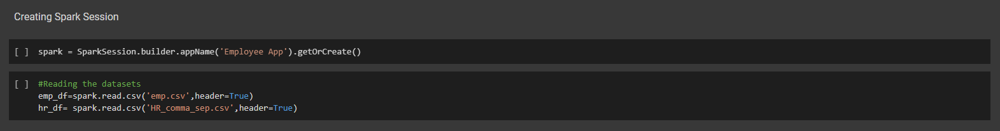 Creating Spark Session
[ ] spark = SparkSession.builder.appName('Employee App').getOrCreate()
[ ] #Reading the datasets
emp_df=spark.read.csv('emp.csv',header=True)
hr_df= spark.read.csv('HR_comma_sep.csv',header=True)